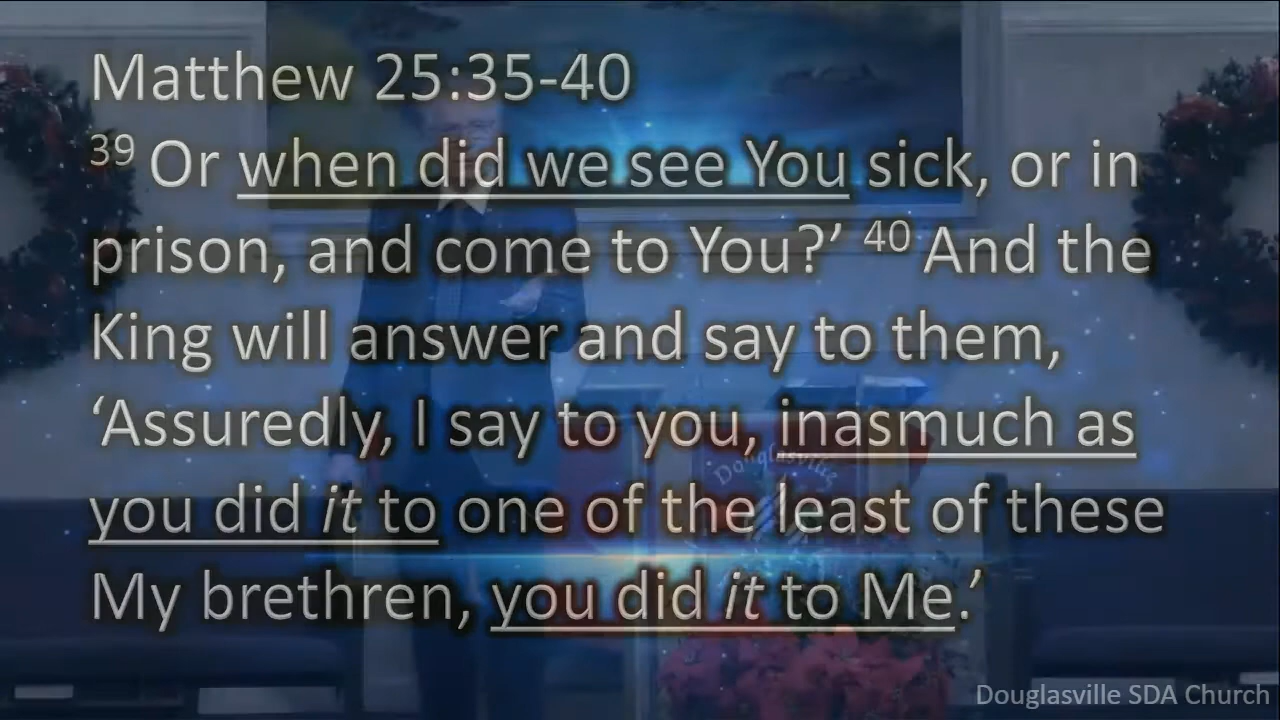 Matthew 25:35-40
39 Or when did we see You sick, or in
prison, and come to You?’ 40 And the
King will answer and say to them,
‘Assuredly, I say to you, inasmuch as
you did it to one of the least of these
My brethren, you did it to Me.’
Douglasville
Douglasville SDA Church